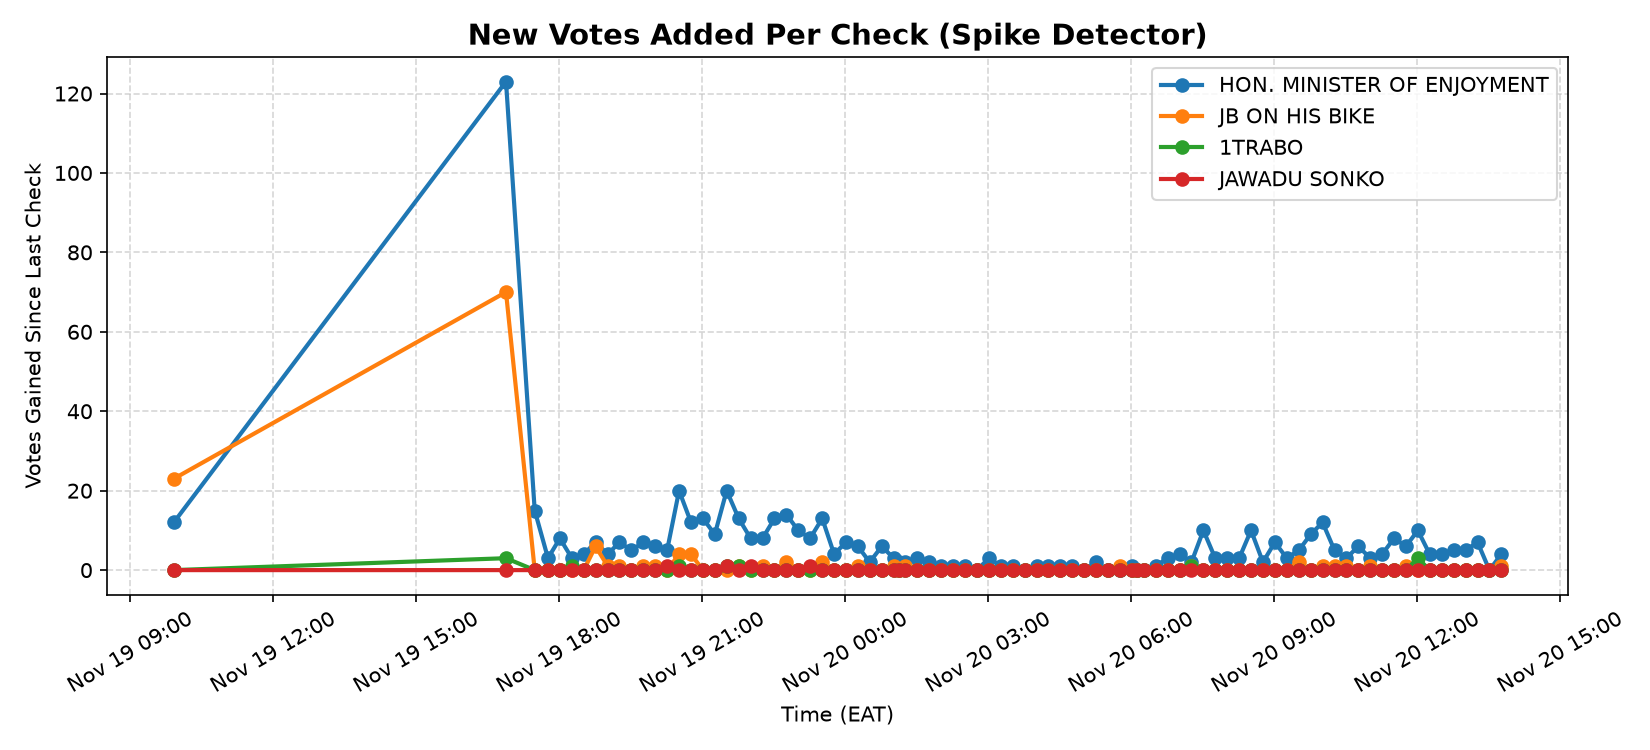 New Votes Added Per Check (Spike Detector)
HON. MINISTER OF ENJOYMENT
JB ON HIS BIKE
1TRABO
JAWADU SONKO
Votes Gained Since Last Check
120
100
80
60
40
20
0
Nov 19 09:00
Nov 19 12:00
Nov 19 15:00
Nov 19 18:00
Nov 19 21:00
Nov 20 00:00
Nov 20 03:00
Nov 20 06:00
Nov 20 09:00
Nov 20 12:00
Nov 20 15:00
Time (EAT)